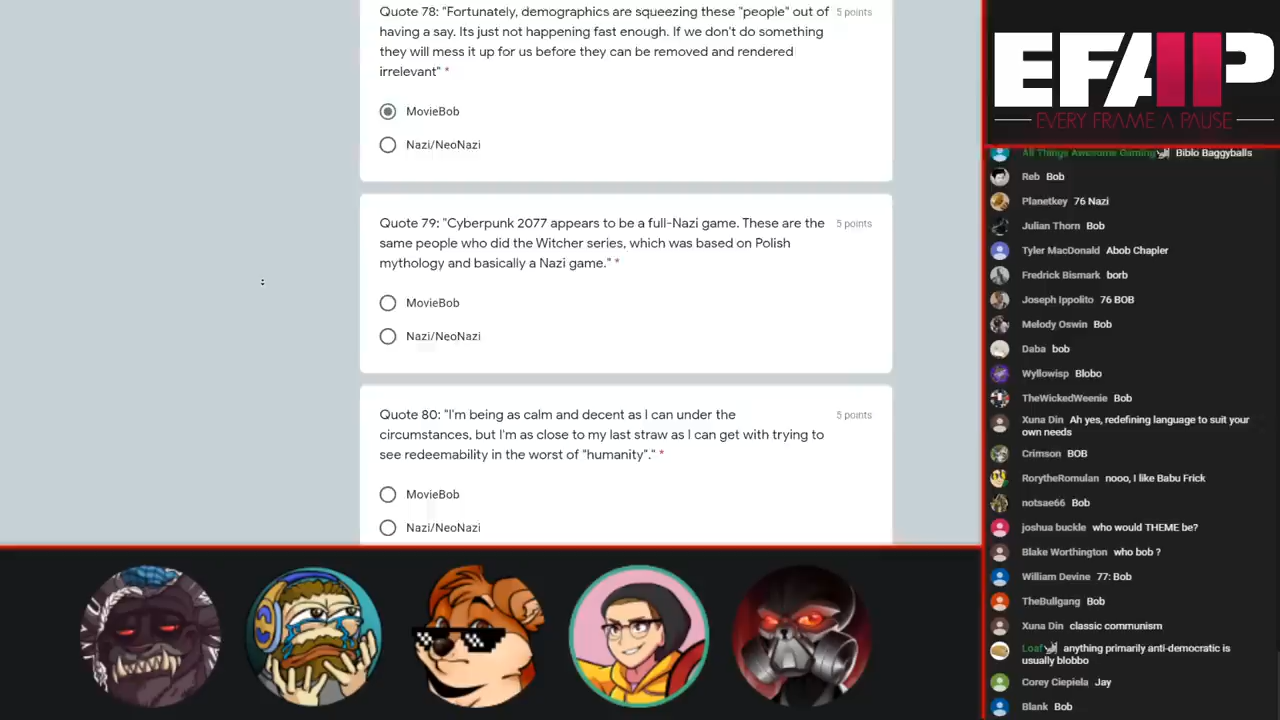 Quote 78: "Fortunately, demographics are squeezing these "people" out of
5 points
having a say. Its just not happening fast enough. If we don't do something
they will mess it up for us before they can be removed and rendered
irrelevant" *
MovieBob
Nazi/NeoNazi
Quote 79: "Cyberpunk 2077 appears to be a full-Nazi game. These are the
5 points
same people who did the Witcher series, which was based on Polish
mythology and basically a Nazi game." *
MovieBob
Nazi/NeoNazi
Quote 80: "I'm being as calm and decent as I can under the
5 points
circumstances, but I'm as close to my last straw as I can get with trying to
see redeemability in the worst of "humanity"." *
MovieBob
Nazi/NeoNazi
EFAP
EVERY FRAME A PAUSE
All Things Awesome Gaming Biblo Baggyballs
Reb Bob
Planetkey 76 Nazi
Julian Thorn Bob
Tyler MacDonald Abob Chapler
Fredrick Bismark borb
Joseph Ippolito 76 BOB
Melody Oswin Bob
Daba bob
Wyllowisp Blobo
TheWickedWeenie Bob
Xuna Din Ah yes, redefining language to suit your
own needs
Crimson BOB
RorytheRomulan nooo, I like Babu Frick
notsae66 Bob
joshua buckle who would THEME be?
Blake Worthington who bob ?
William Devine 77: Bob
TheBullgang Bob
Xuna Din classic communism
Loaf anything primarily anti-democratic is
usually blobbo
Corey Ciepiela Jay
Blank Bob